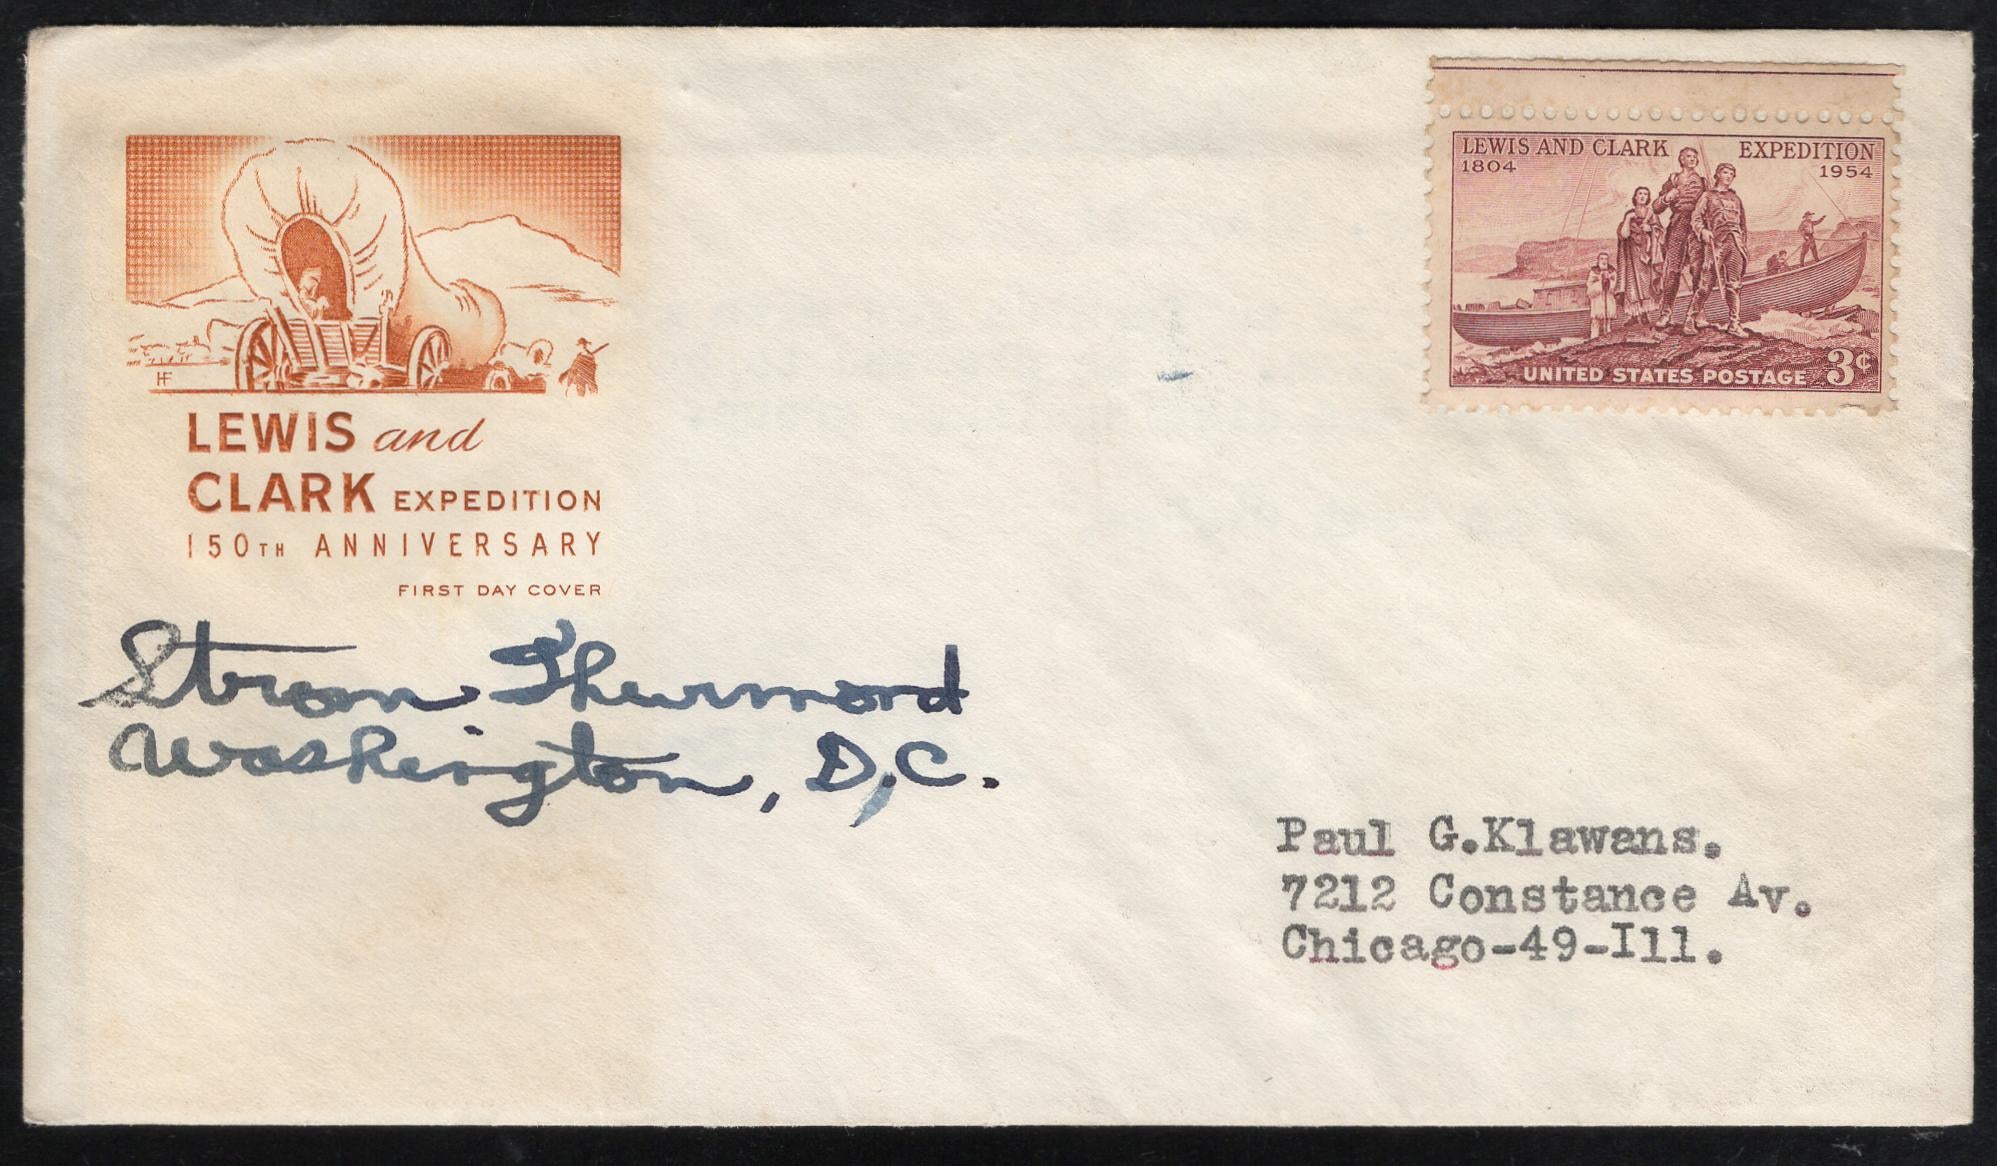 LEWIS AND CLARK EXPEDITION
1804 1954
UNITED STATES POSTAGE 3¢
HF
LEWIS and
CLARK EXPEDITION
150TH ANNIVERSARY
FIRST DAY COVER
Strom Thurmond
Washington, D.C.
Paul G.Klawans.
7212 Constance Av.
Chicago-49-Ill.